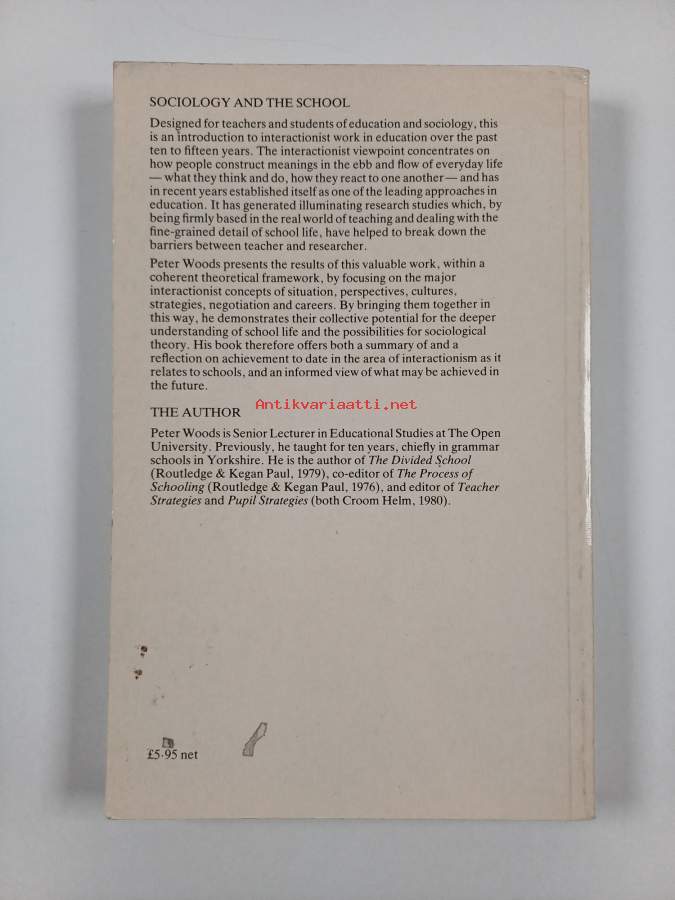 SOCIOLOGY AND THE SCHOOL
Designed for teachers and students of education and sociology, this
is an introduction to interactionist work in education over the past
ten to fifteen years. The interactionist viewpoint concentrates on
how people construct meanings in the ebb and flow of everyday life
— what they think and do, how they react to one another — and has
in recent years established itself as one of the leading approaches in
education. It has generated illuminating research studies which, by
being firmly based in the real world of teaching and dealing with the
fine-grained detail of school life, have helped to break down the
barriers between teacher and researcher.
Peter Woods presents the results of this valuable work, within a
coherent theoretical framework, by focusing on the major
interactionist concepts of situation, perspectives, cultures,
strategies, negotiation and careers. By bringing them together in
this way, he demonstrates their collective potential for the deeper
understanding of school life and the possibilities for sociological
theory. His book therefore offers both a summary of and a
reflection on achievement to date in the area of interactionism as it
relates to schools, and an informed view of what may be achieved in
the future.
Antikvariaatti.net
THE AUTHOR
Peter Woods is Senior Lecturer in Educational Studies at The Open
University. Previously, he taught for ten years, chiefly in grammar
schools in Yorkshire. He is the author of The Divided School
(Routledge & Kegan Paul, 1979), co-editor of The Process of
Schooling (Routledge & Kegan Paul, 1976), and editor of Teacher
Strategies and Pupil Strategies (both Croom Helm, 1980).
£5·95 net